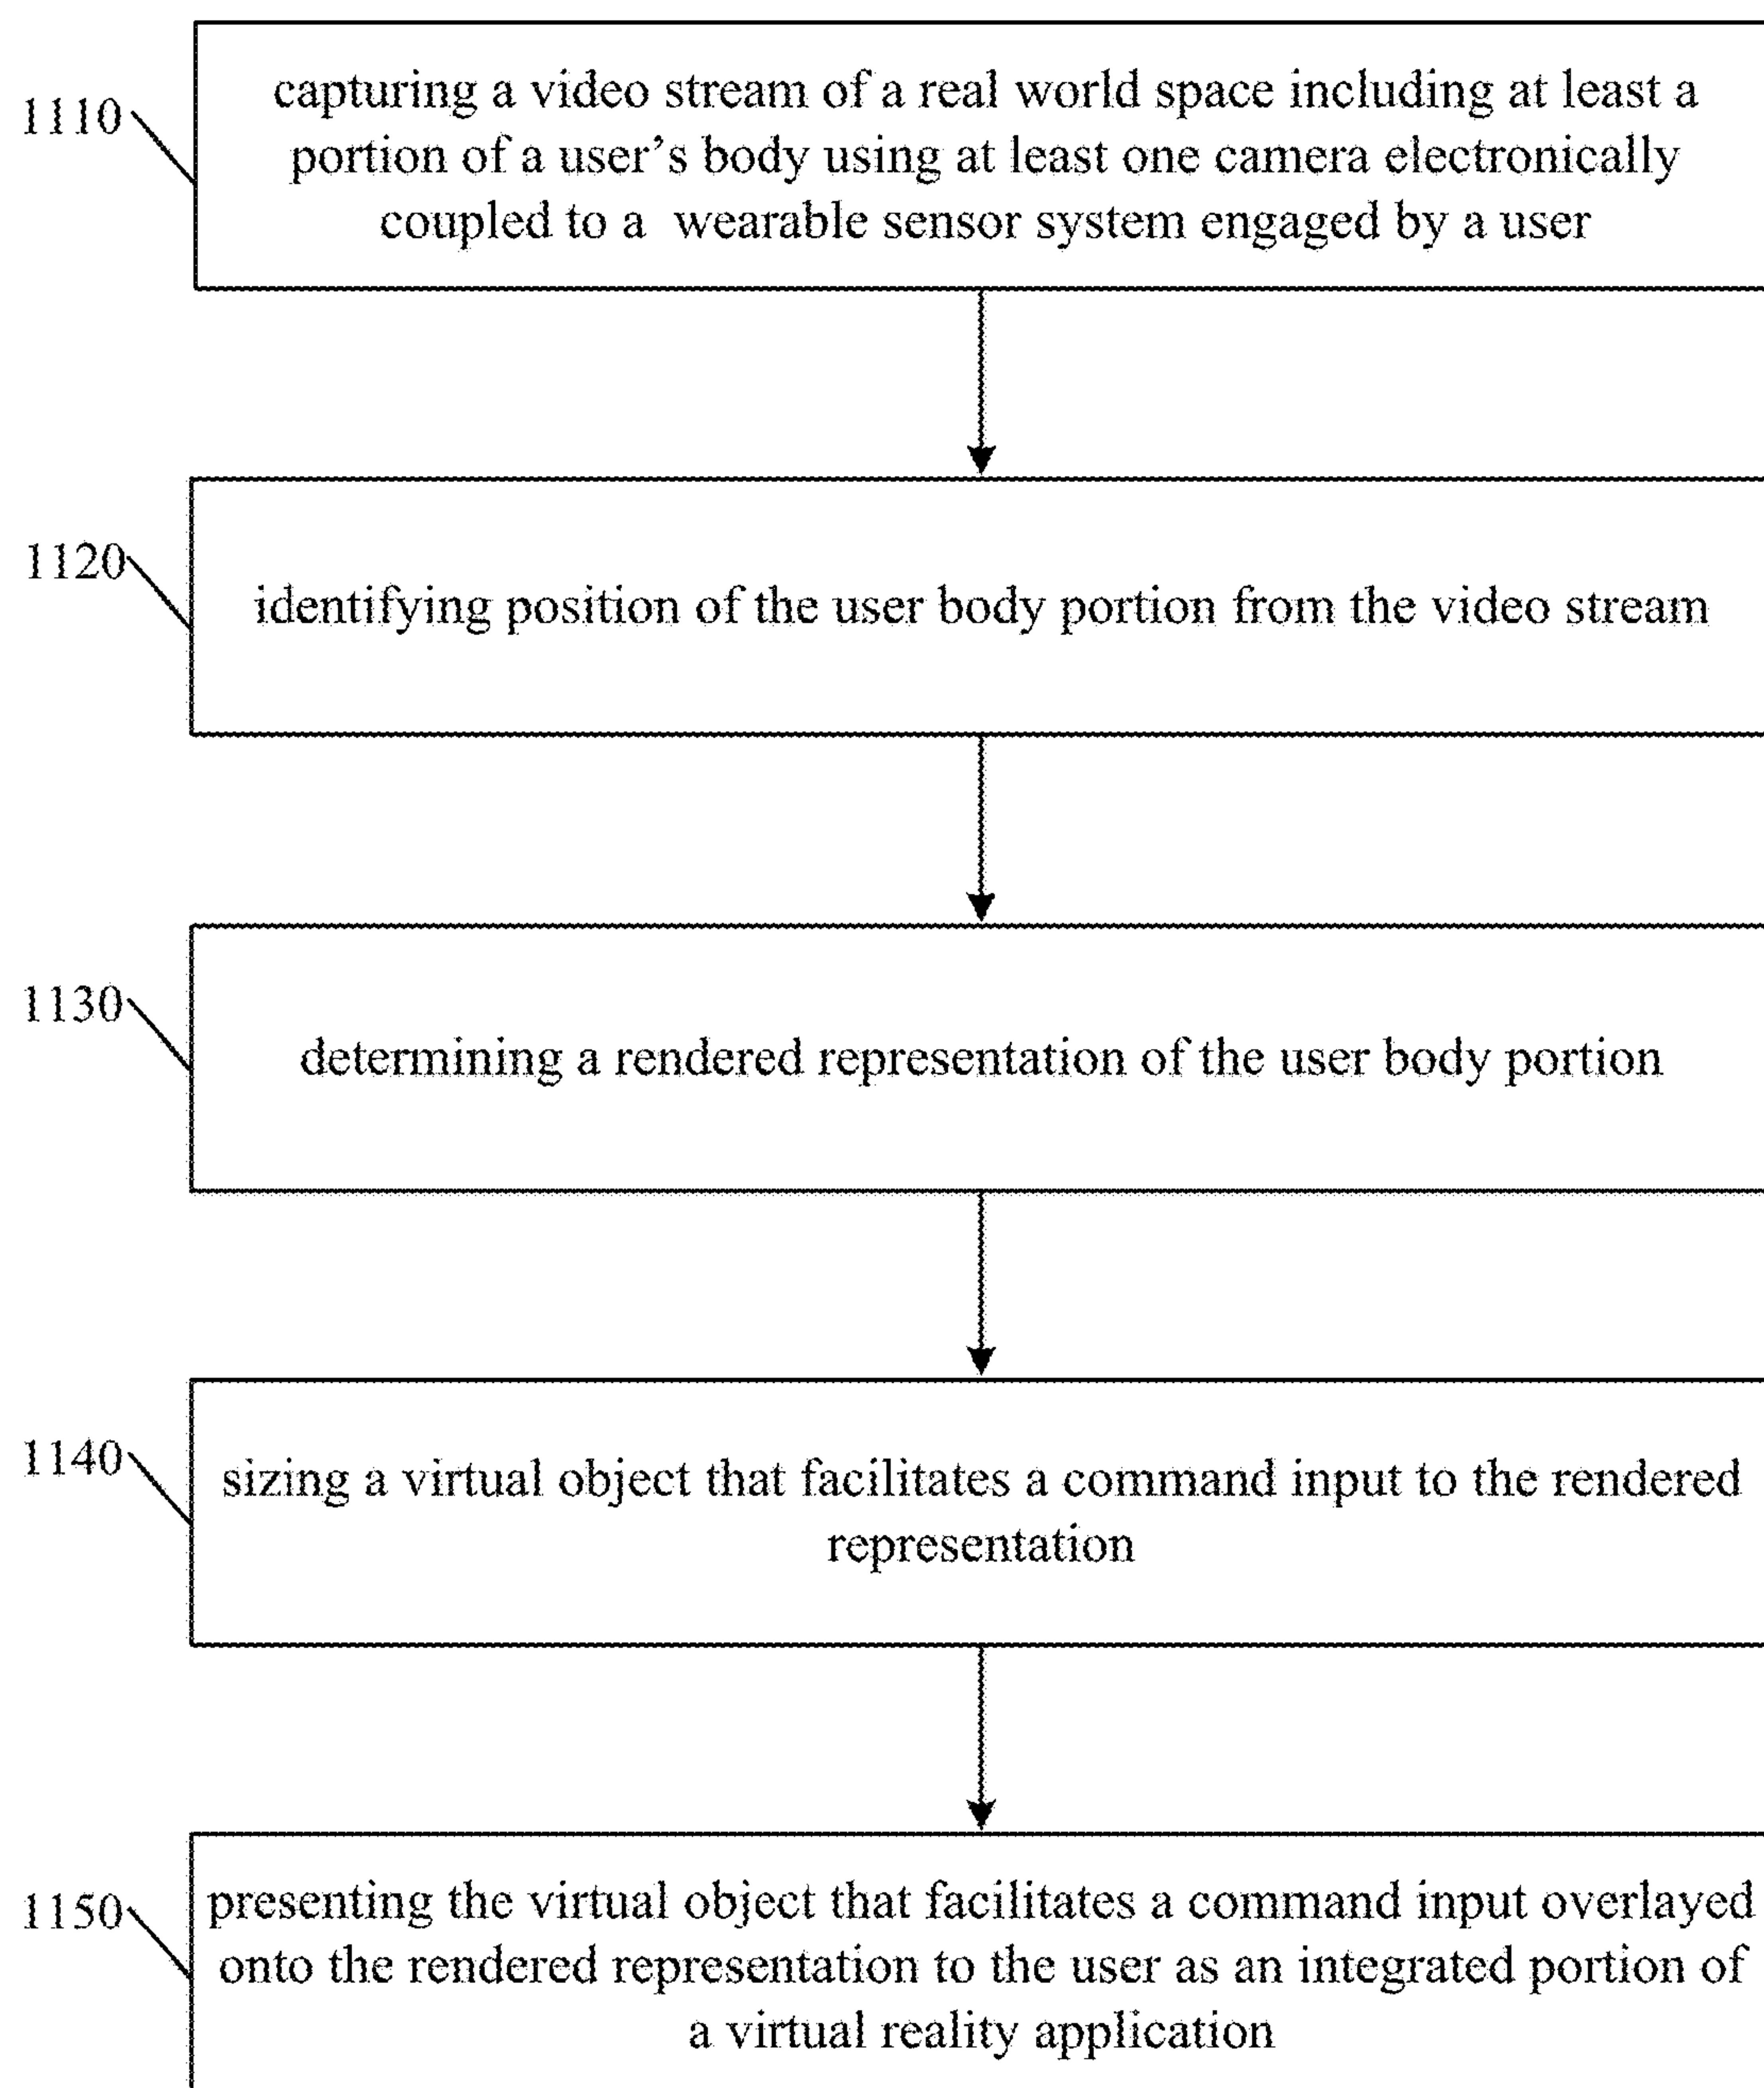 1110
capturing a video stream of a real world space including at least a
portion of a user's body using at least one camera electronically
coupled to a wearable sensor system engaged by a user
1120
identifying position of the user body portion from the video stream
1130
determining a rendered representation of the user body portion
1140
sizing a virtual object that facilitates a command input to the rendered
representation
1150
presenting the virtual object that facilitates a command input overlayed
onto the rendered representation to the user as an integrated portion of
a virtual reality application